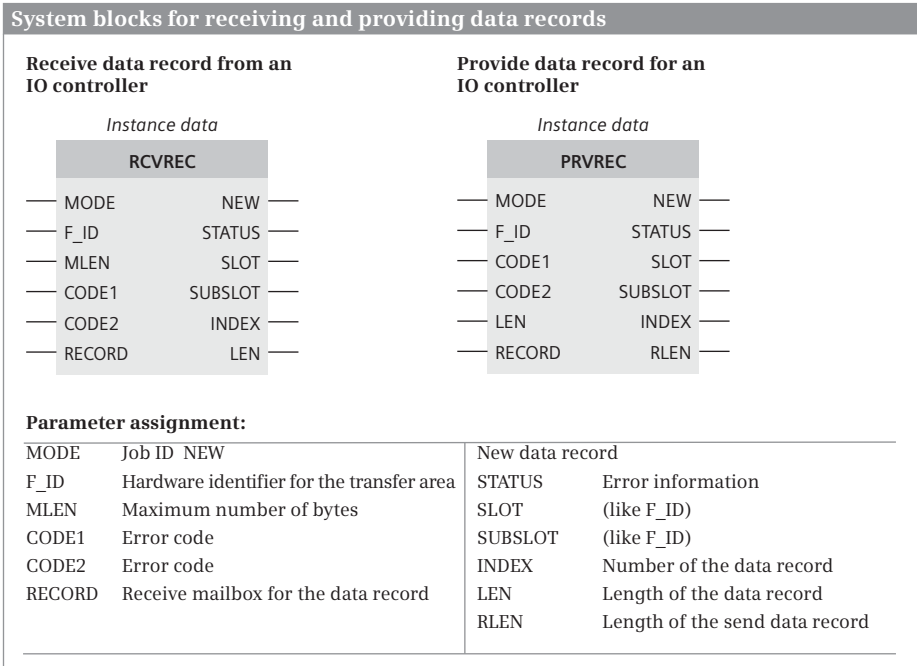 System blocks for receiving and providing data records
Receive data record from an
IO controller
Instance data
RCVREC
MODE NEW
F_ID STATUS
MLEN SLOT
CODE1 SUBSLOT
CODE2 INDEX
RECORD LEN
Provide data record for an
IO controller
Instance data
PRVREC
MODE NEW
F_ID STATUS
CODE1 SLOT
CODE2 SUBSLOT
LEN INDEX
RECORD RLEN
Parameter assignment:
MODE Job ID NEW
F_ID Hardware identifier for the transfer area
MLEN Maximum number of bytes
CODE1 Error code
CODE2 Error code
RECORD Receive mailbox for the data record
New data record
STATUS Error information
SLOT (like F_ID)
SUBSLOT (like F_ID)
INDEX Number of the data record
LEN Length of the data record
RLEN Length of the send data record